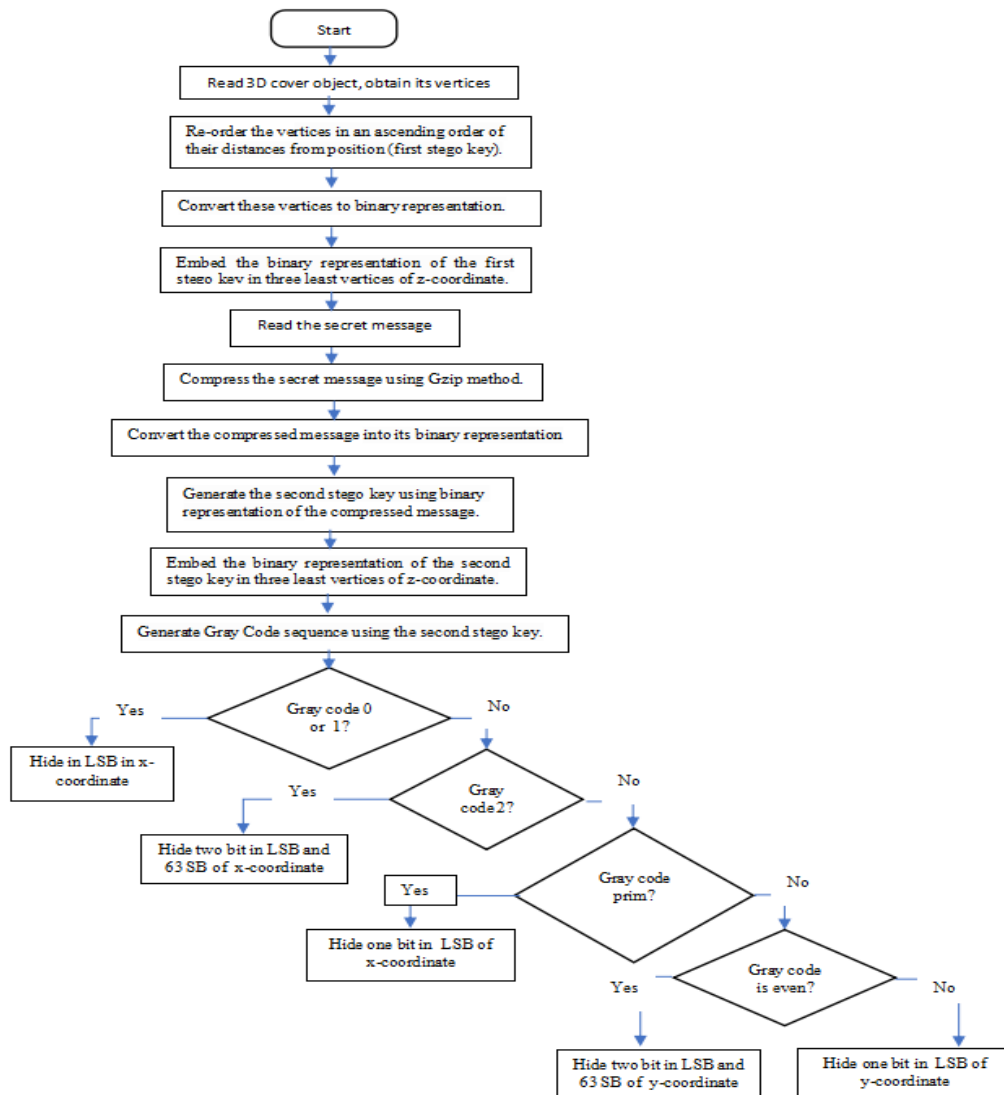 Start
Read 3D cover object, obtain its vertices
Re-order the vertices in an ascending order of
their distances from position (first stego key).
Convert these vertices to binary representation.
Embed the binary representation of the first
stego key in three least vertices of z-coordinate.
Read the secret message
Compress the secret message using Gzip method.
Convert the compressed message into its binary representation
Generate the second stego key using binary
representation of the compressed message.
Embed the binary representation of the second
stego key in three least vertices of z-coordinate.
Generate Gray Code sequence using the second stego key.
Gray code 0
or 1?
Yes
No
Hide in LSB in x-
coordinate
Gray
code 2?
Yes
No
Hide two bit in LSB and
63 SB of x-coordinate
Gray code
prim?
Yes
No
Hide one bit in LSB of
x-coordinate
Gray code
is even?
Yes
No
Hide two bit in LSB and
63 SB of y-coordinate
Hide one bit in LSB of
y-coordinate